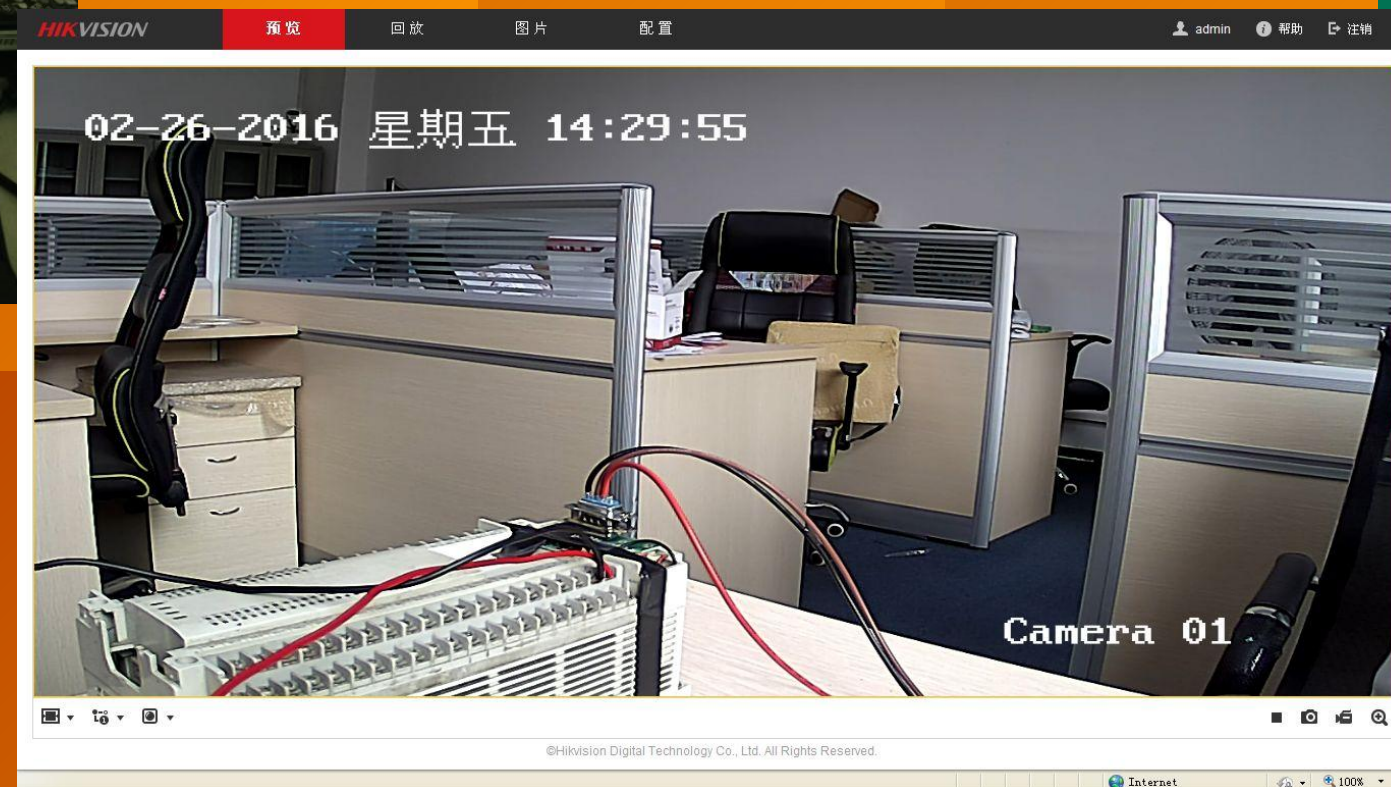 HIKVISION 预览 回放 图片 配置 admin 帮助 注销
02-26-2016 星期五 14:29:55
Camera 01
©Hikvision Digital Technology Co., Ltd. All Rights Reserved.
Internet 100%